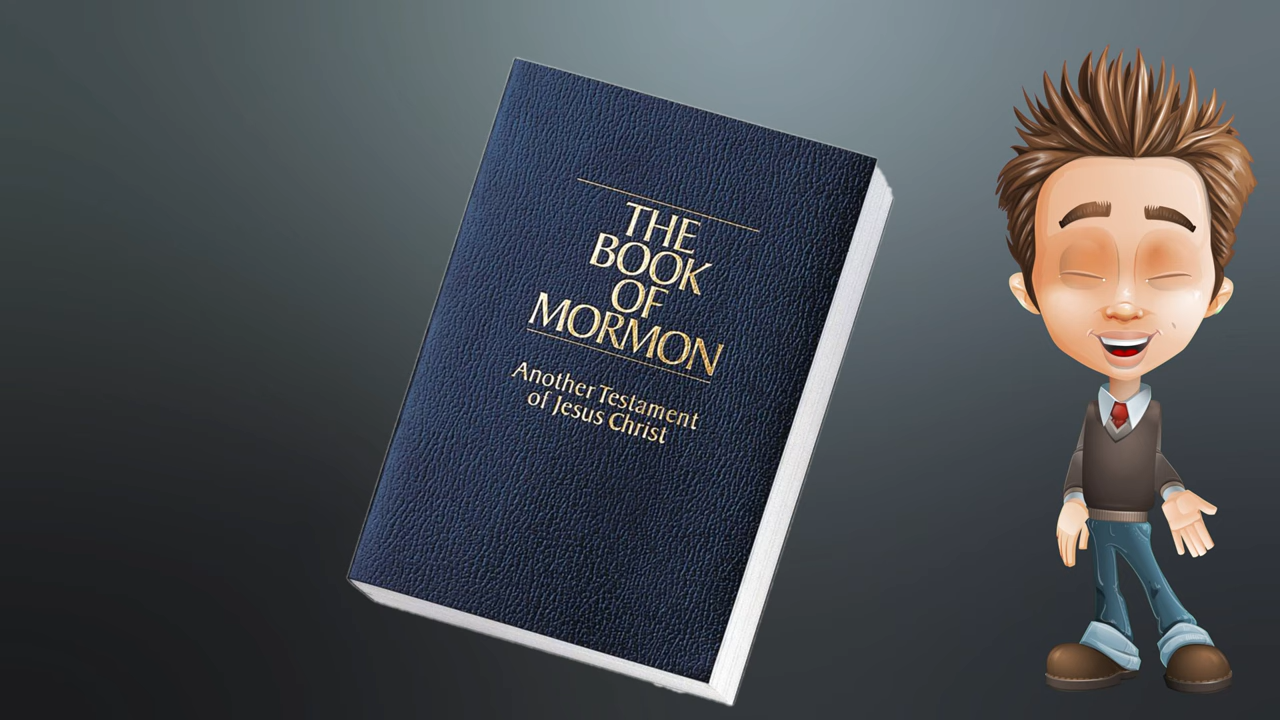 THE
BOOK
OF
MORMON
Another Testament
of Jesus Christ